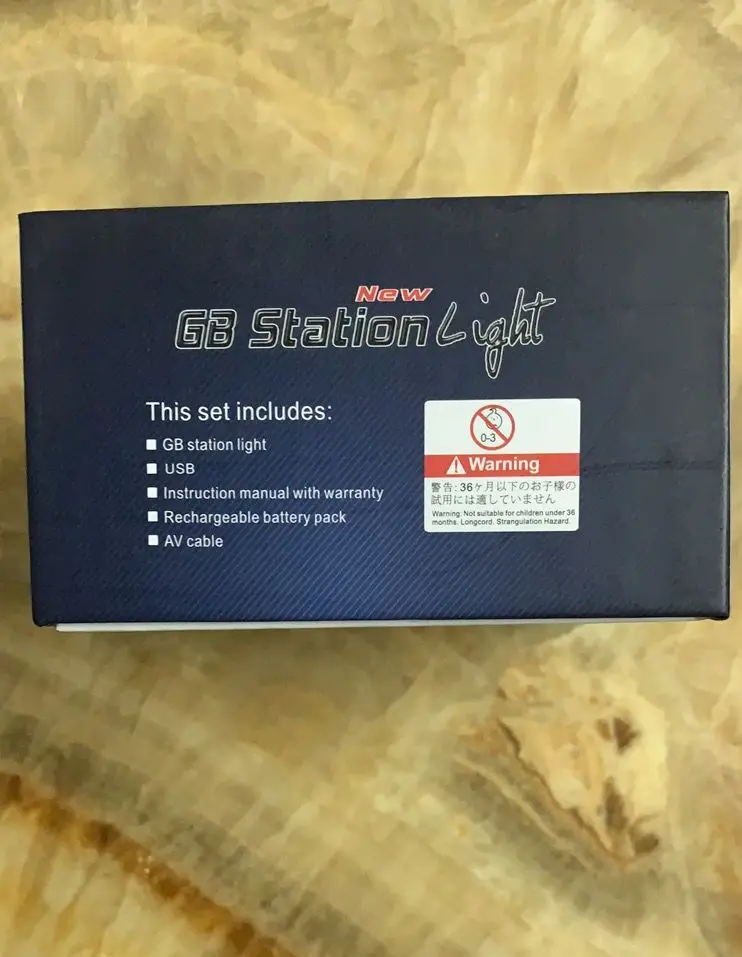 New
GB Station Light
This set includes:
GB station light
USB
Instruction manual with warranty
Rechargeable battery pack
AV cable
0-3
Warning
警告:36ケ月以下のお子様の
試用には適していません
Warning: Not suitable for children under 36
months. Longcord. Strangulation Hazard.